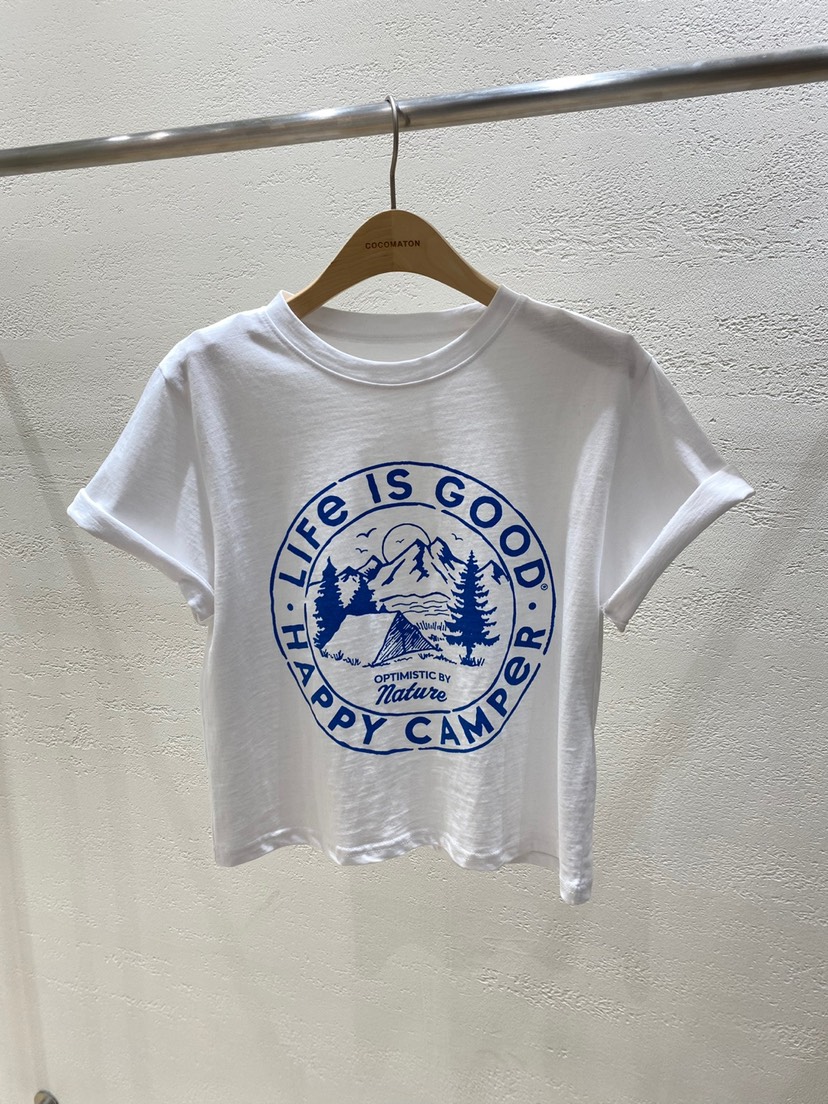 COCOMATON
LIFe IS GOOD®
OPTIMISTIC BY
Nature
HAPPY CAMPeR